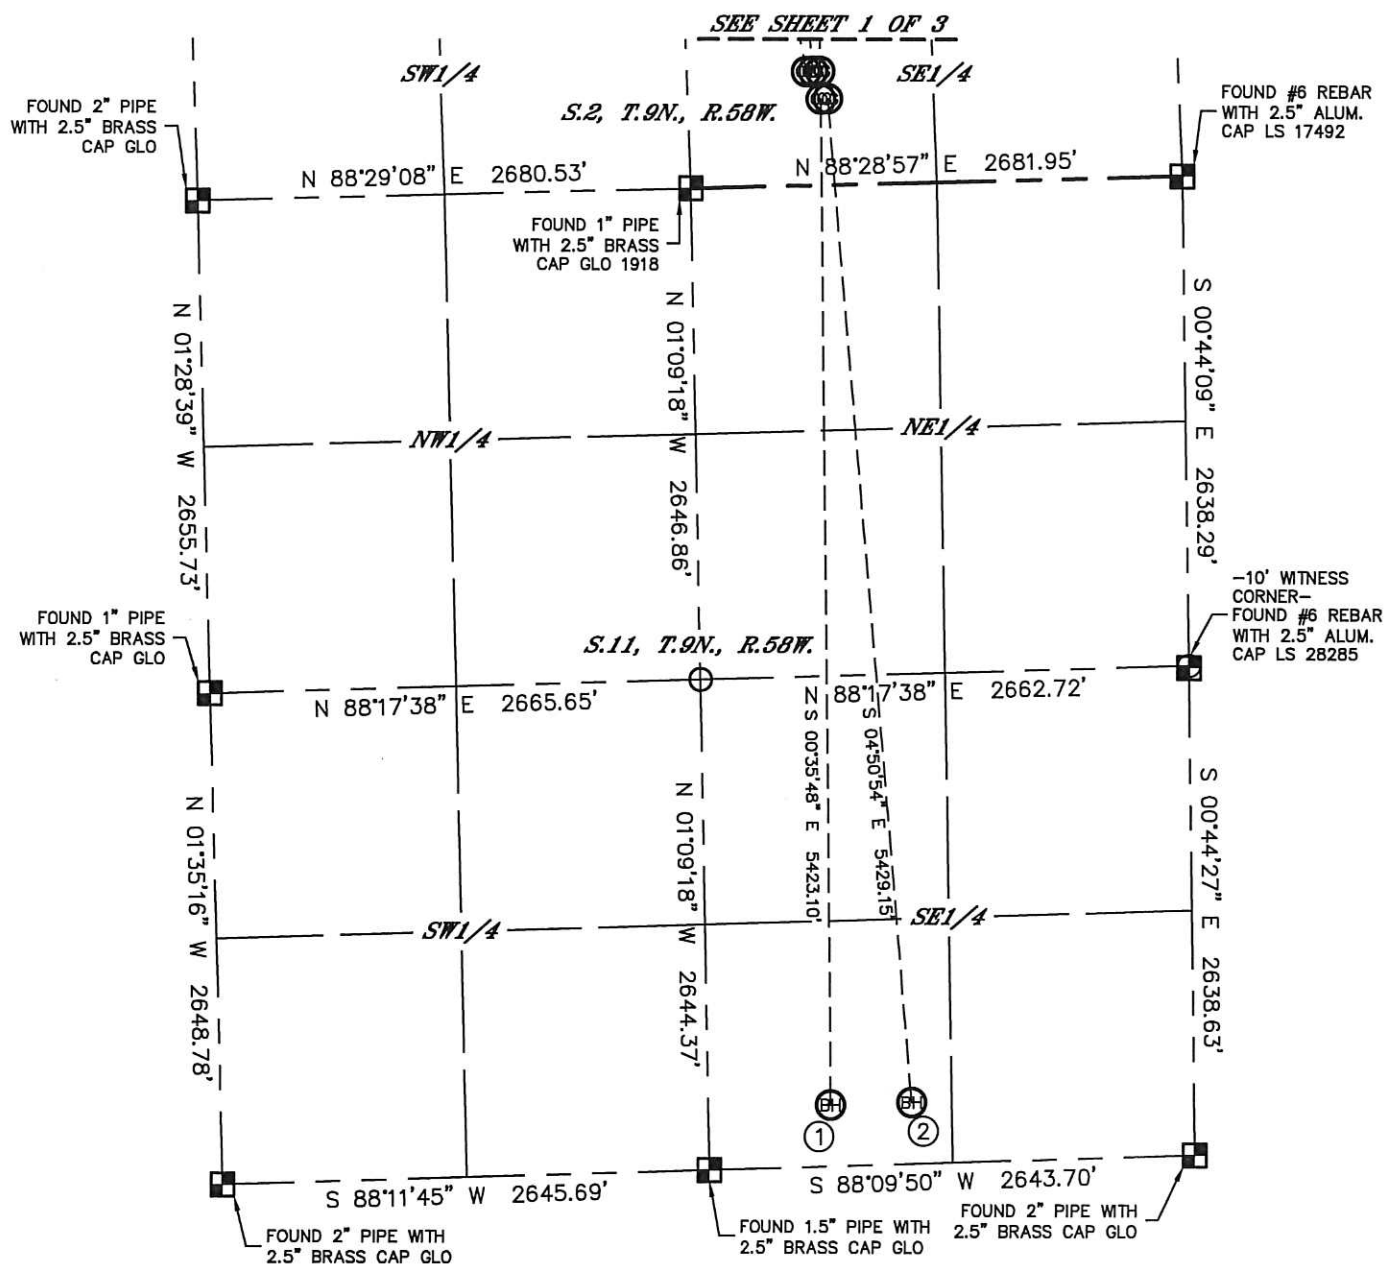 SEE SHEET 1 OF 3
SW1/4
SE1/4
FOUND 2" PIPE
WITH 2.5" BRASS
CAP GLO
S.2, T.9N., R.58W.
FOUND #6 REBAR
WITH 2.5" ALUM.
CAP LS 17492
N 88°29'08" E 2680.53'
N 88°28'57" E 2681.95'
FOUND 1" PIPE
WITH 2.5" BRASS
CAP GLO 1918
N 01°28'39" W 2655.73'
N 01°09'18" W 2646.86'
S 00°44'09" E 2638.29'
NW1/4
NE1/4
FOUND 1" PIPE
WITH 2.5" BRASS
CAP GLO
S.11, T.9N., R.58W.
-10' WITNESS
CORNER-
FOUND #6 REBAR
WITH 2.5" ALUM.
CAP LS 28285
N 88°17'38" E 2665.65'
N 88°17'38" E 2662.72'
S 00°35'48" E 5423.10'
S 04°50'54" E 5429.15'
N 01°35'16" W 2648.78'
N 01°09'18" W 2644.37'
S 00°44'27" E 2638.63'
SW1/4
SE1/4
BH
BH
1
2
S 88°11'45" W 2645.69'
S 88°09'50" W 2643.70'
FOUND 2" PIPE WITH
2.5" BRASS CAP GLO
FOUND 1.5" PIPE WITH
2.5" BRASS CAP GLO
FOUND 2" PIPE WITH
2.5" BRASS CAP GLO